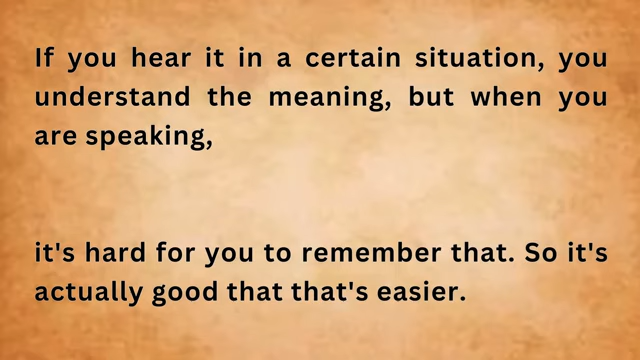 If you hear it in a certain situation, you
understand the meaning, but when you
are speaking,
it's hard for you to remember that. So it's
actually good that that's easier.